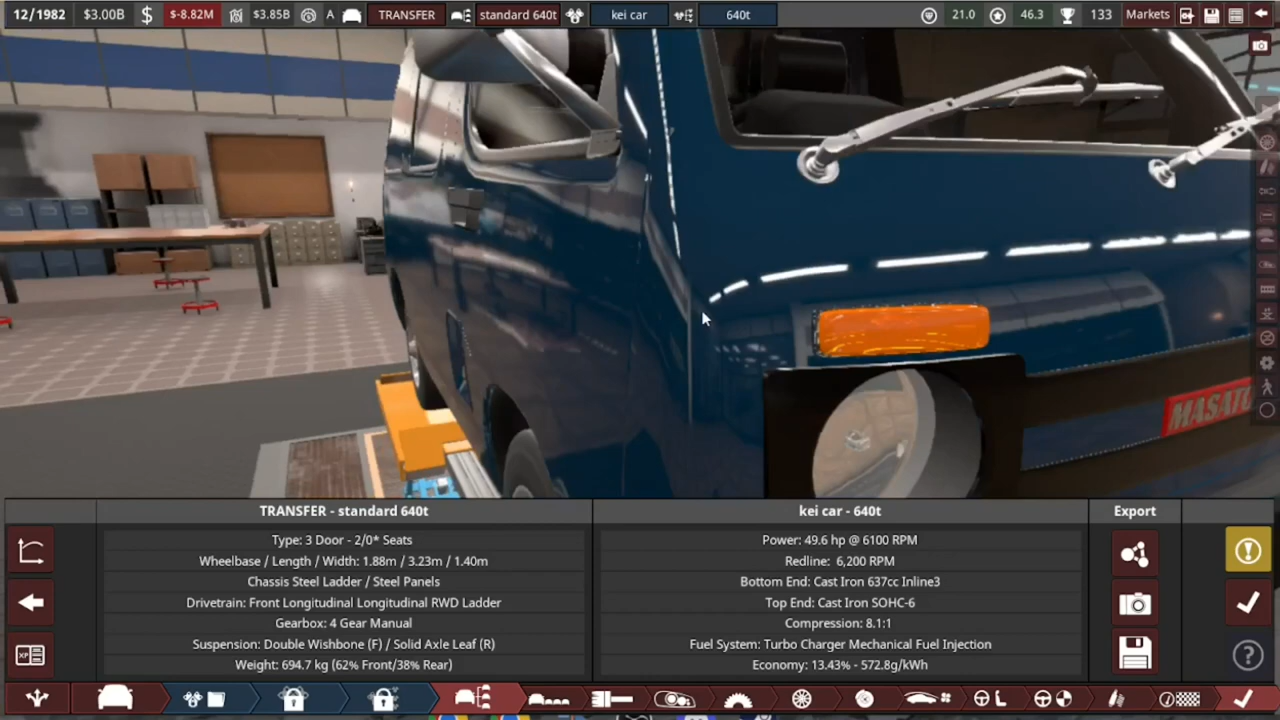 12/1982 $3.00B $ $-8.82M $3.85B A TRANSFER standard 640t kei car 640t 21.0 46.3 133 Markets
MASATO
TRANSFER - standard 640t
Type: 3 Door - 2/0* Seats
Wheelbase / Length / Width: 1.88m / 3.23m / 1.40m
Chassis Steel Ladder / Steel Panels
Drivetrain: Front Longitudinal Longitudinal RWD Ladder
Gearbox: 4 Gear Manual
Suspension: Double Wishbone (F) / Solid Axle Leaf (R)
Weight: 694.7 kg (62% Front/38% Rear)
kei car - 640t
Power: 49.6 hp @ 6100 RPM
Redline: 6,200 RPM
Bottom End: Cast Iron 637cc Inline3
Top End: Cast Iron SOHC-6
Compression: 8.1:1
Fuel System: Turbo Charger Mechanical Fuel Injection
Economy: 13.43% - 572.8g/kWh
Export